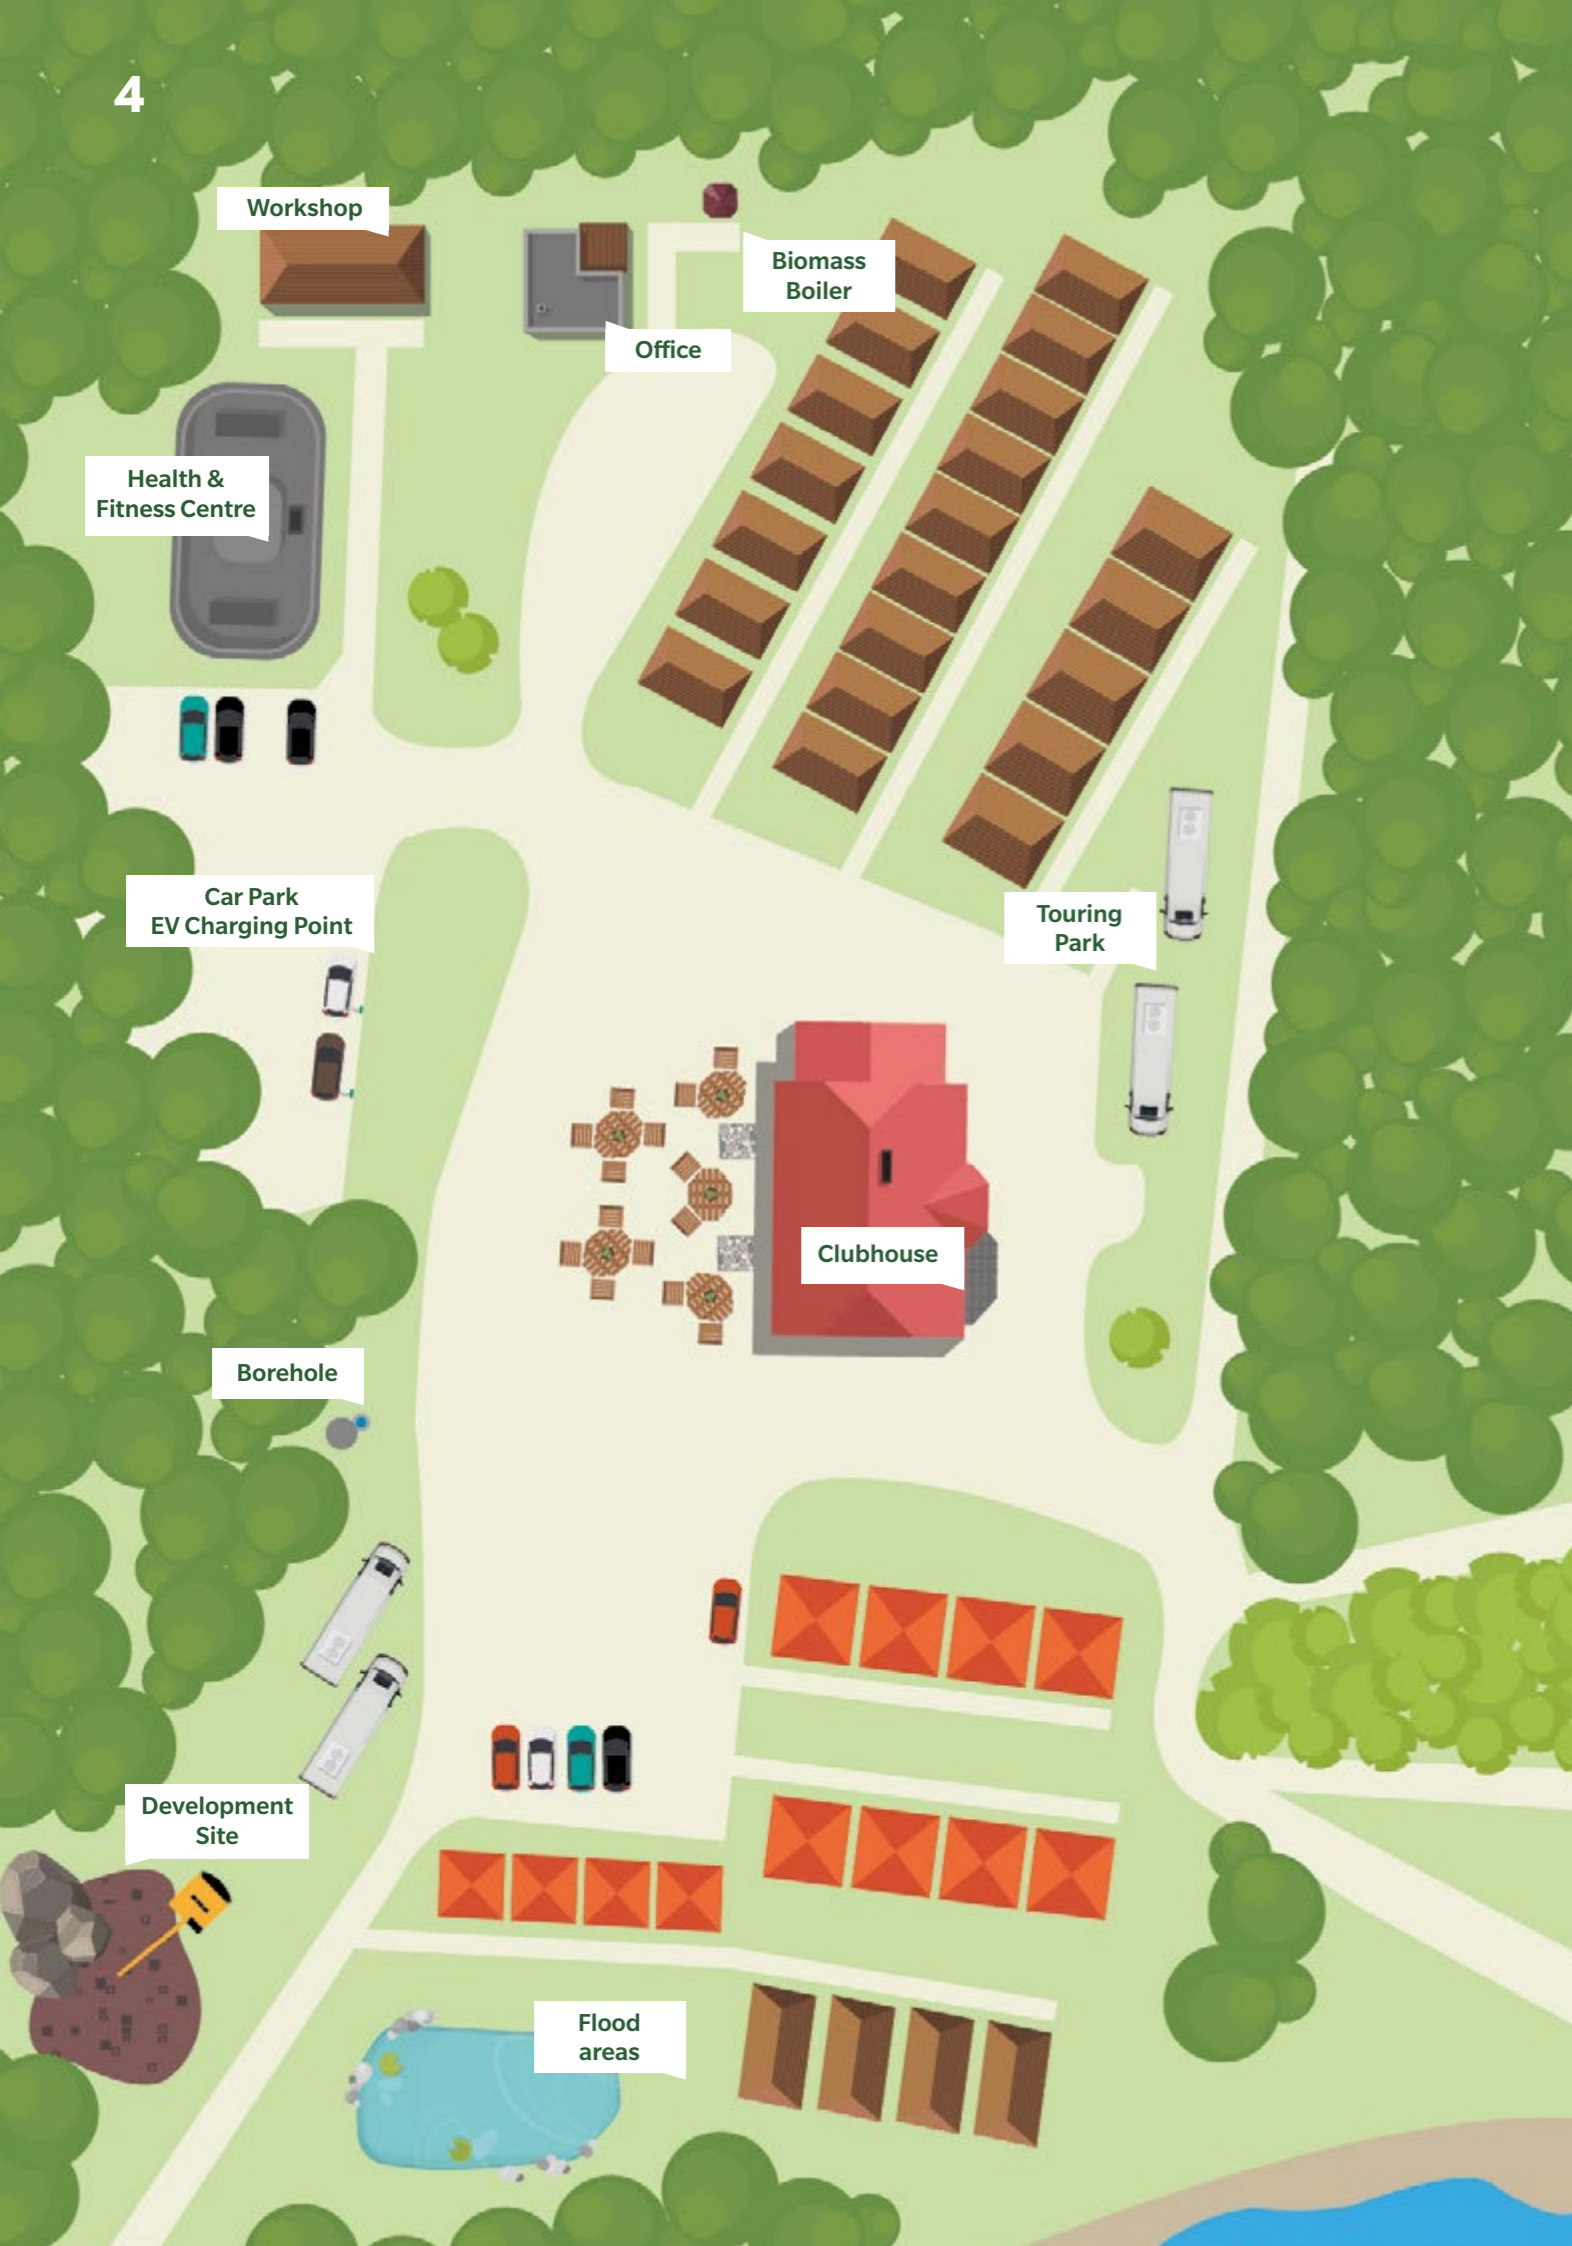 4
Workshop
Biomass
Boiler
Office
Health &
Fitness Centre
Car Park
EV Charging Point
Touring
Park
Clubhouse
Borehole
Development
Site
Flood
areas